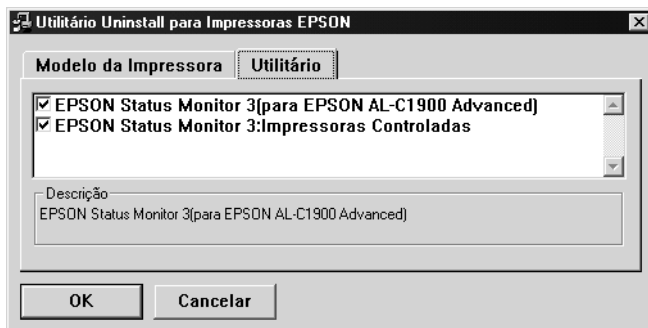 Utilitário Uninstall para Impressoras EPSON
Modelo da Impressora
Utilitário
EPSON Status Monitor 3(para EPSON AL-C1900 Advanced)
EPSON Status Monitor 3:Impressoras Controladas
Descrição
EPSON Status Monitor 3(para EPSON AL-C1900 Advanced)
OK
Cancelar